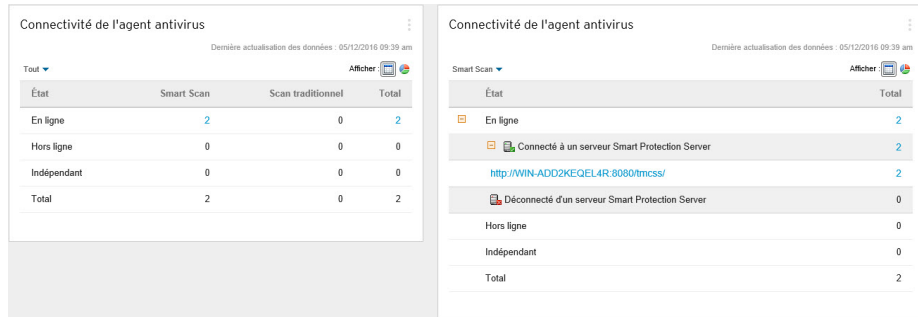 Connectivité de l'agent antivirus
Dernière actualisation des données : 05/12/2016 09:39 am
Tout Afficher :
État Smart Scan Scan traditionnel Total
En ligne 2 0 2
Hors ligne 0 0 0
Indépendant 0 0 0
Total 2 0 2
Connectivité de l'agent antivirus
Dernière actualisation des données : 05/12/2016 09:39 am
Smart Scan Afficher :
État Total
En ligne 2
Connecté à un serveur Smart Protection Server 2
http://WIN-ADD2KEQEL4R:8080/tmcss/ 2
Déconnecté d'un serveur Smart Protection Server 0
Hors ligne 0
Indépendant 0
Total 2